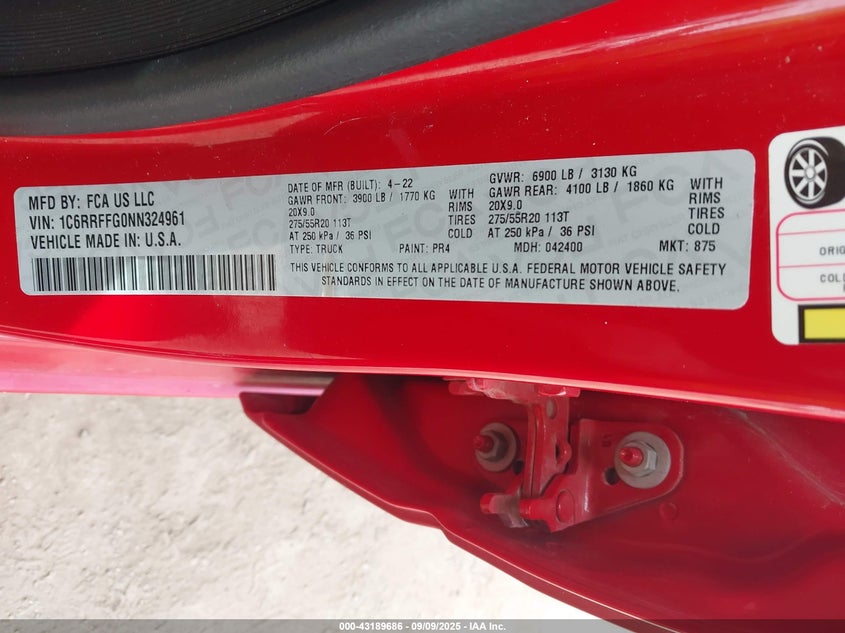 MFD BY: FCA US LLC
VIN: 1C6RRFFG0NN324961
VEHICLE MADE IN: U.S.A.
DATE OF MFR (BUILT): 4-22
GAWR FRONT: 3900 LB / 1770 KG WITH
20X9.0 RIMS
275/55R20 113T TIRES
AT 250 kPa / 36 PSI COLD
TYPE: TRUCK PAINT: PR4
GVWR: 6900 LB / 3130 KG
GAWR REAR: 4100 LB / 1860 KG WITH
20X9.0 RIMS
275/55R20 113T TIRES
AT 250 kPa / 36 PSI COLD
MDH: 042400 MKT: 875
THIS VEHICLE CONFORMS TO ALL APPLICABLE U.S.A. FEDERAL MOTOR VEHICLE SAFETY
STANDARDS IN EFFECT ON THE DATE OF MANUFACTURE SHOWN ABOVE.
ORIG
COLD
000-43189686 - 09/09/2025 - IAA Inc.